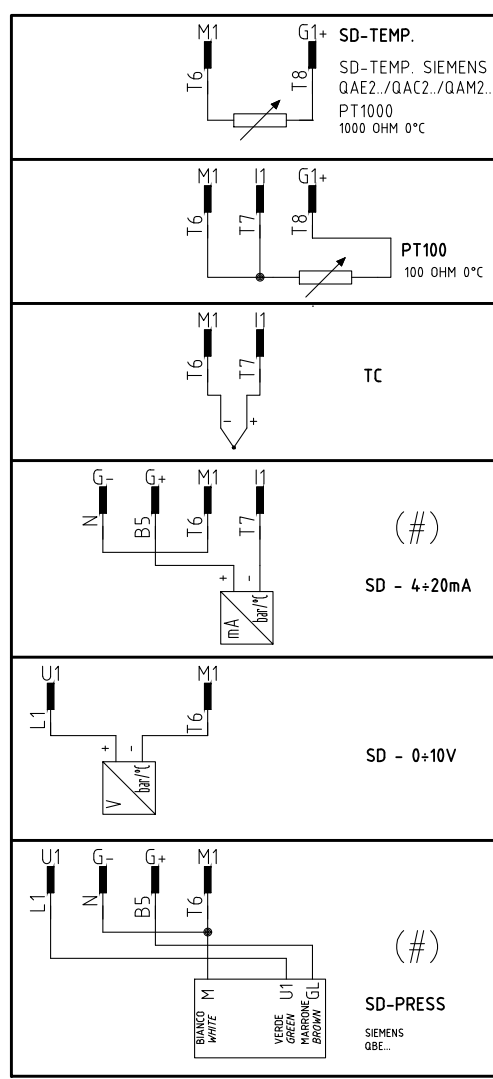 M1 G1+ SD-TEMP.
T6 T8 SD-TEMP. SIEMENS
QAE2../QAC2../QAM2..
PT1000
1000 OHM 0°C
M1 I1 G1+
T6 T7 T8
PT100
100 OHM 0°C
M1 I1
T6 T7
TC
- +
G- G+ M1 I1
N B5 T6 T7
(#)
+ -
mA bar/°C
SD - 4÷20mA
U1 M1
L1 T6
+ -
V bar/°C
SD - 0÷10V
U1 G- G+ M1
L1 N B5 T6
(#)
M U1 GL
BIANCO VERDE MARRONE
WHITE GREEN BROWN
SD-PRESS
SIEMENS
QBE...